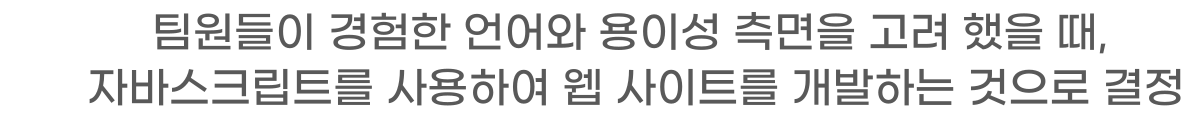 팀원들이 경험한 언어와 용이성 측면을 고려 했을 때,
자바스크립트를 사용하여 웹 사이트를 개발하는 것으로 결정